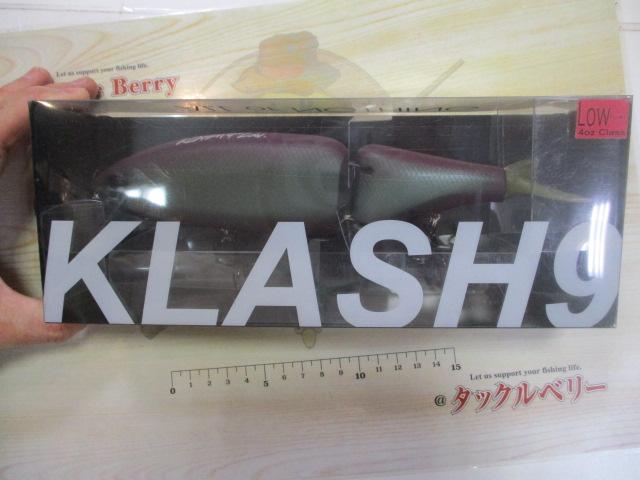 Let us support your fishing life.
Berry
LOW
4oz Class
KLASH9
0 1 2 3 4 5 6 7 8 9 10 11 12 13 14 15
Let us support your fishing life.
@タックルベリー